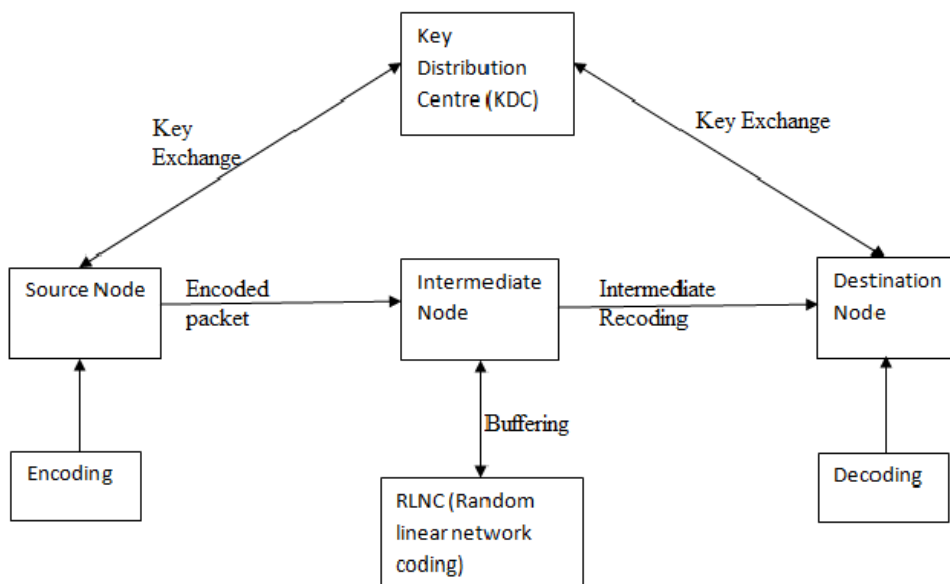 Key
Distribution
Centre (KDC)
Key
Exchange
Key Exchange
Source Node
Encoded
packet
Intermediate
Node
Intermediate
Recoding
Destination
Node
Buffering
Encoding
RLNC (Random
linear network
coding)
Decoding